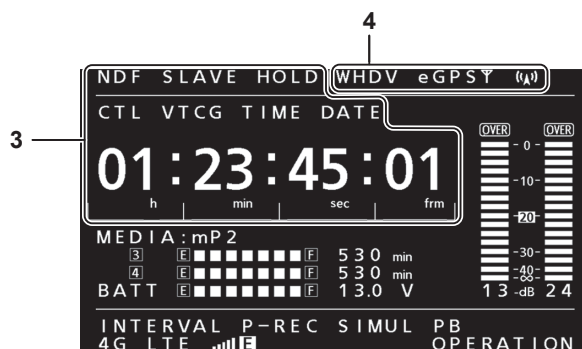 4
3
NDF SLAVE HOLD WHDV eGPS
CTL VTCG TIME DATE
01:23:45:01
h min sec frm
OVER OVER
0
-10-
-20-
-30-
-40-
-∞-
13 -dB 24
MEDIA:mP2
3 E F 530 min
4 E F 530 min
BATT E F 13.0 V
INTERVAL P-REC SIMUL PB
4G LTE E OPERATION